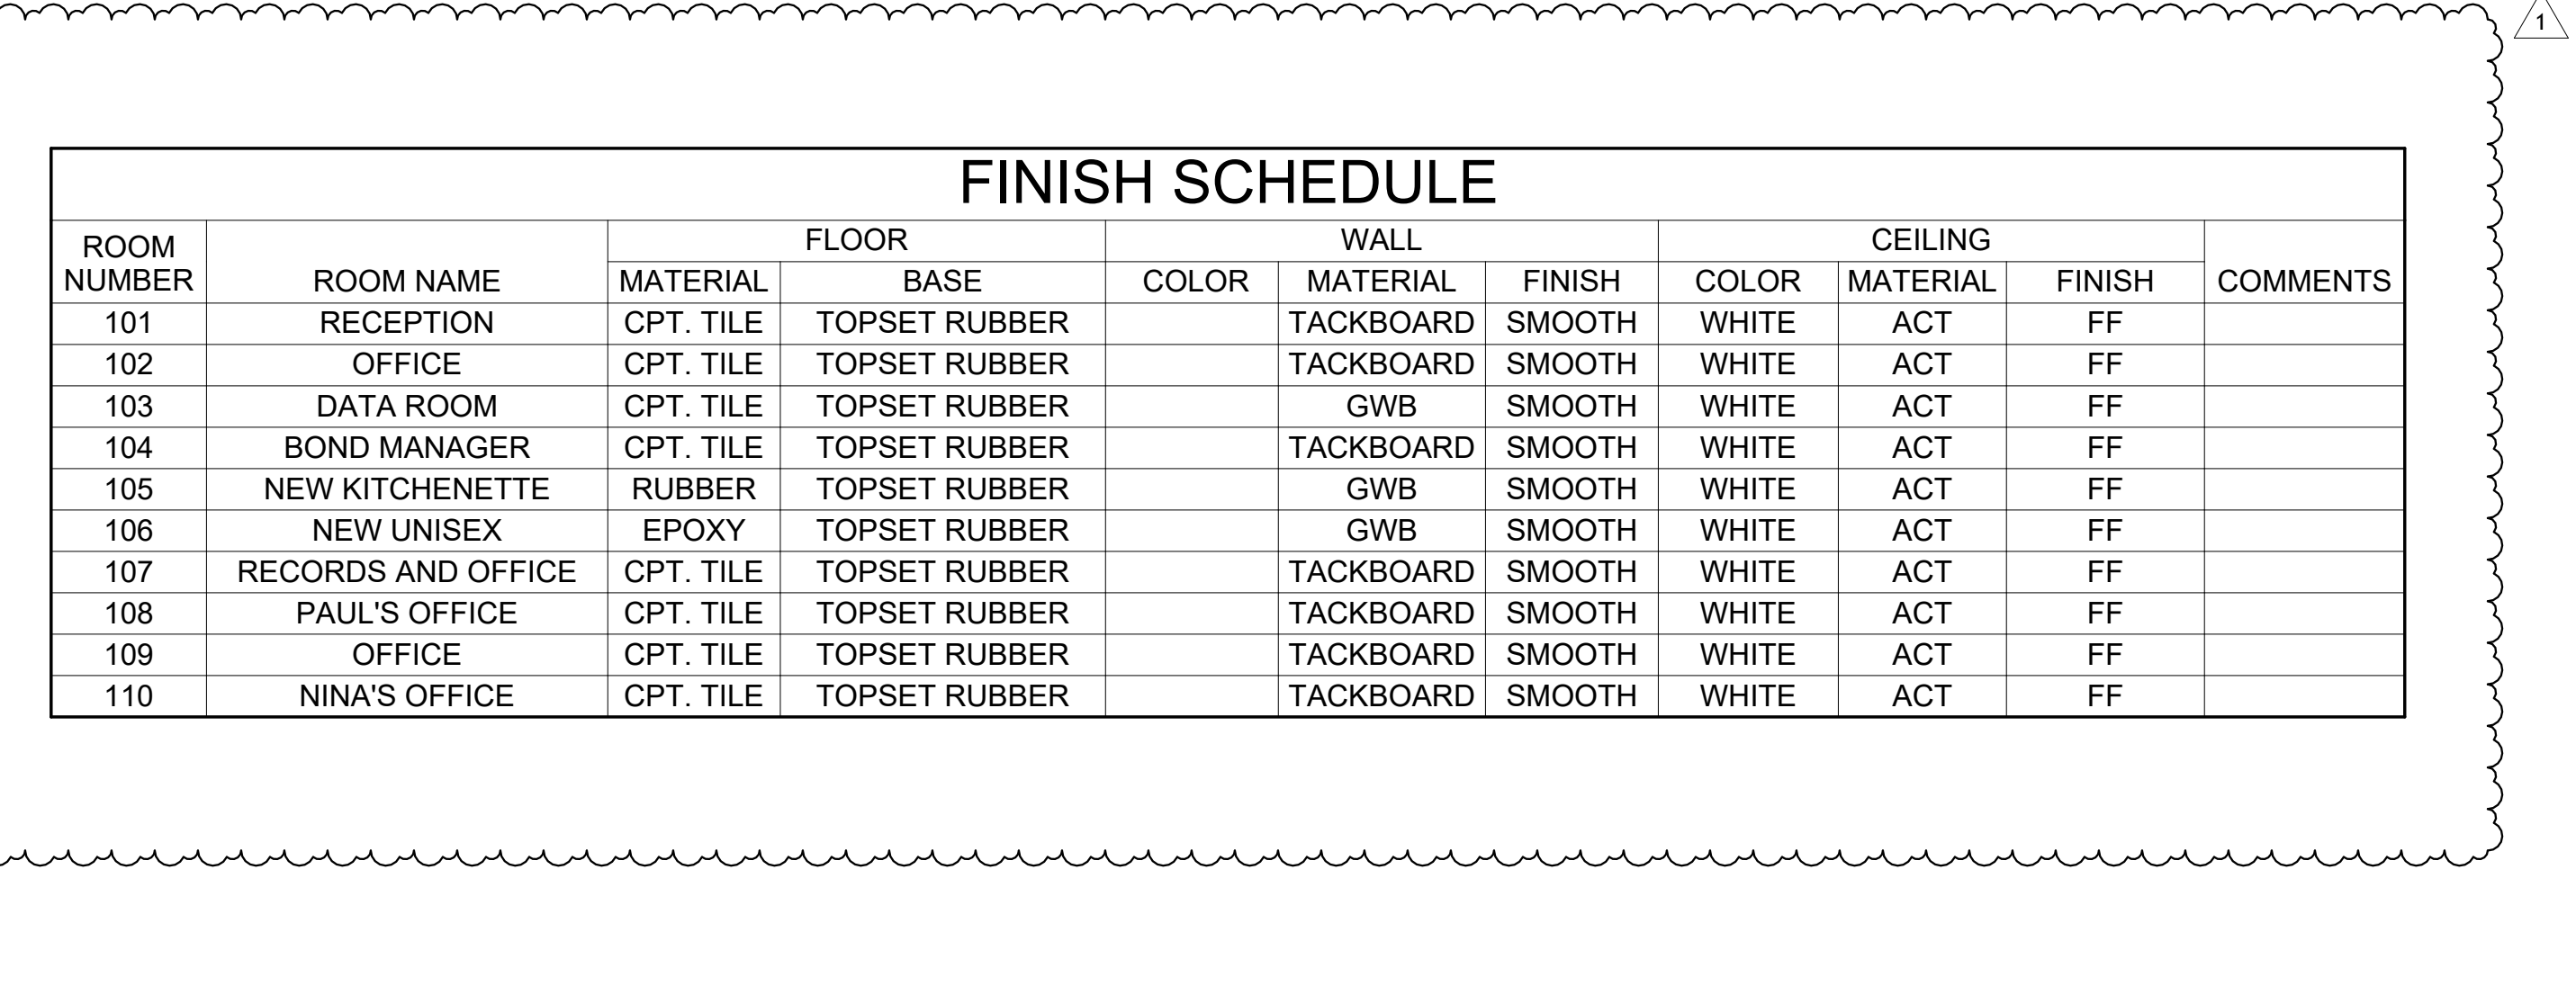 1
FINISH SCHEDULE
FLOOR WALL CEILING
ROOM NUMBER ROOM NAME MATERIAL BASE COLOR MATERIAL FINISH COLOR MATERIAL FINISH COMMENTS
101 RECEPTION CPT. TILE TOPSET RUBBER TACKBOARD SMOOTH WHITE ACT FF
102 OFFICE CPT. TILE TOPSET RUBBER TACKBOARD SMOOTH WHITE ACT FF
103 DATA ROOM CPT. TILE TOPSET RUBBER GWB SMOOTH WHITE ACT FF
104 BOND MANAGER CPT. TILE TOPSET RUBBER TACKBOARD SMOOTH WHITE ACT FF
105 NEW KITCHENETTE RUBBER TOPSET RUBBER GWB SMOOTH WHITE ACT FF
106 NEW UNISEX EPOXY TOPSET RUBBER GWB SMOOTH WHITE ACT FF
107 RECORDS AND OFFICE CPT. TILE TOPSET RUBBER TACKBOARD SMOOTH WHITE ACT FF
108 PAUL'S OFFICE CPT. TILE TOPSET RUBBER TACKBOARD SMOOTH WHITE ACT FF
109 OFFICE CPT. TILE TOPSET RUBBER TACKBOARD SMOOTH WHITE ACT FF
110 NINA'S OFFICE CPT. TILE TOPSET RUBBER TACKBOARD SMOOTH WHITE ACT FF